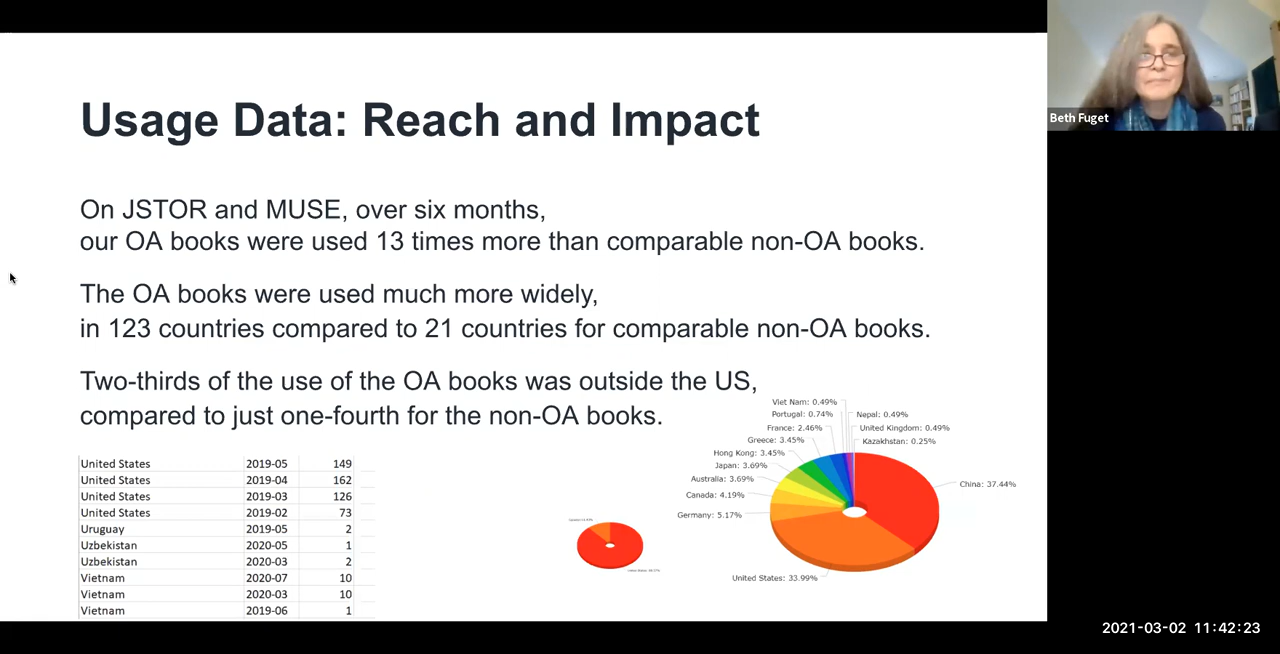 Usage Data: Reach and Impact
On JSTOR and MUSE, over six months,
our OA books were used 13 times more than comparable non-OA books.
The OA books were used much more widely,
in 123 countries compared to 21 countries for comparable non-OA books.
Two-thirds of the use of the OA books was outside the US,
compared to just one-fourth for the non-OA books.
United States 2019-05 149
United States 2019-04 162
United States 2019-03 126
United States 2019-02 73
Uruguay 2019-05 2
Uzbekistan 2020-05 1
Uzbekistan 2020-03 2
Vietnam 2020-07 10
Vietnam 2020-03 10
Vietnam 2019-06 1
Viet Nam: 0.49%
Portugal: 0.74%
France: 2.46%
Greece: 3.45%
Hong Kong: 3.45%
Japan: 3.69%
Australia: 3.69%
Canada: 4.19%
Germany: 5.17%
United States: 33.99%
Nepal: 0.49%
United Kingdom: 0.49%
Kazakhstan: 0.25%
China: 37.44%
Beth Fuget
2021-03-02 11:42:23